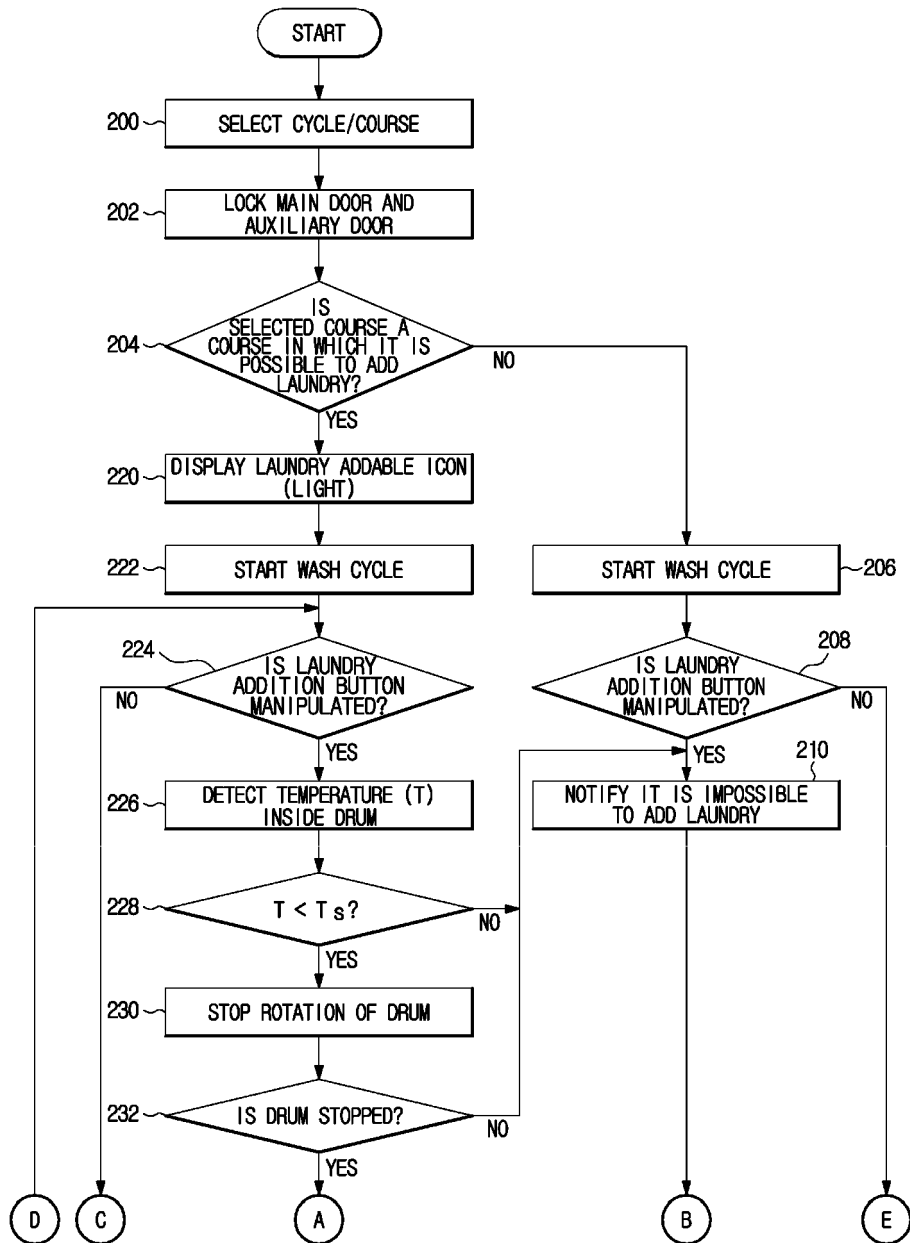 START
200
SELECT CYCLE/COURSE
202
LOCK MAIN DOOR AND
AUXILIARY DOOR
204
IS
SELECTED COURSE A
COURSE IN WHICH IT IS
POSSIBLE TO ADD
LAUNDRY?
NO
YES
220
DISPLAY LAUNDRY ADDABLE ICON
(LIGHT)
222
START WASH CYCLE
START WASH CYCLE
206
224
IS LAUNDRY
ADDITION BUTTON
MANIPULATED?
NO
YES
208
IS LAUNDRY
ADDITION BUTTON
MANIPULATED?
NO
YES
226
DETECT TEMPERATURE (T)
INSIDE DRUM
210
NOTIFY IT IS IMPOSSIBLE
TO ADD LAUNDRY
228
T < Ts?
NO
YES
230
STOP ROTATION OF DRUM
232
IS DRUM STOPPED?
NO
YES
D
C
A
B
E